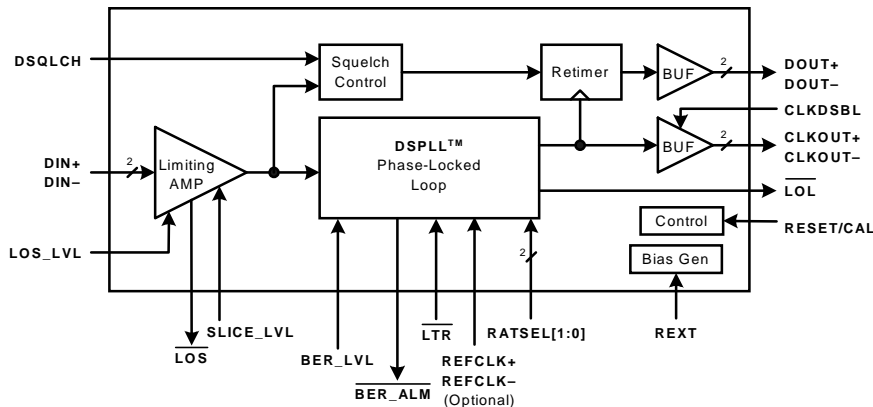 DSQLCH
Squelch
Control
Retimer
BUF
2
DOUT+
DOUT–
CLKDSBL
DIN+
DIN–
2
Limiting
AMP
DSPLL™
Phase-Locked
Loop
BUF
2
CLKOUT+
CLKOUT–
LOL
Control
RESET/CAL
LOS_LVL
2
Bias Gen
LOS
SLICE_LVL
BER_LVL
BER_ALM
LTR
REFCLK+
REFCLK–
(Optional)
RATSEL[1:0]
REXT